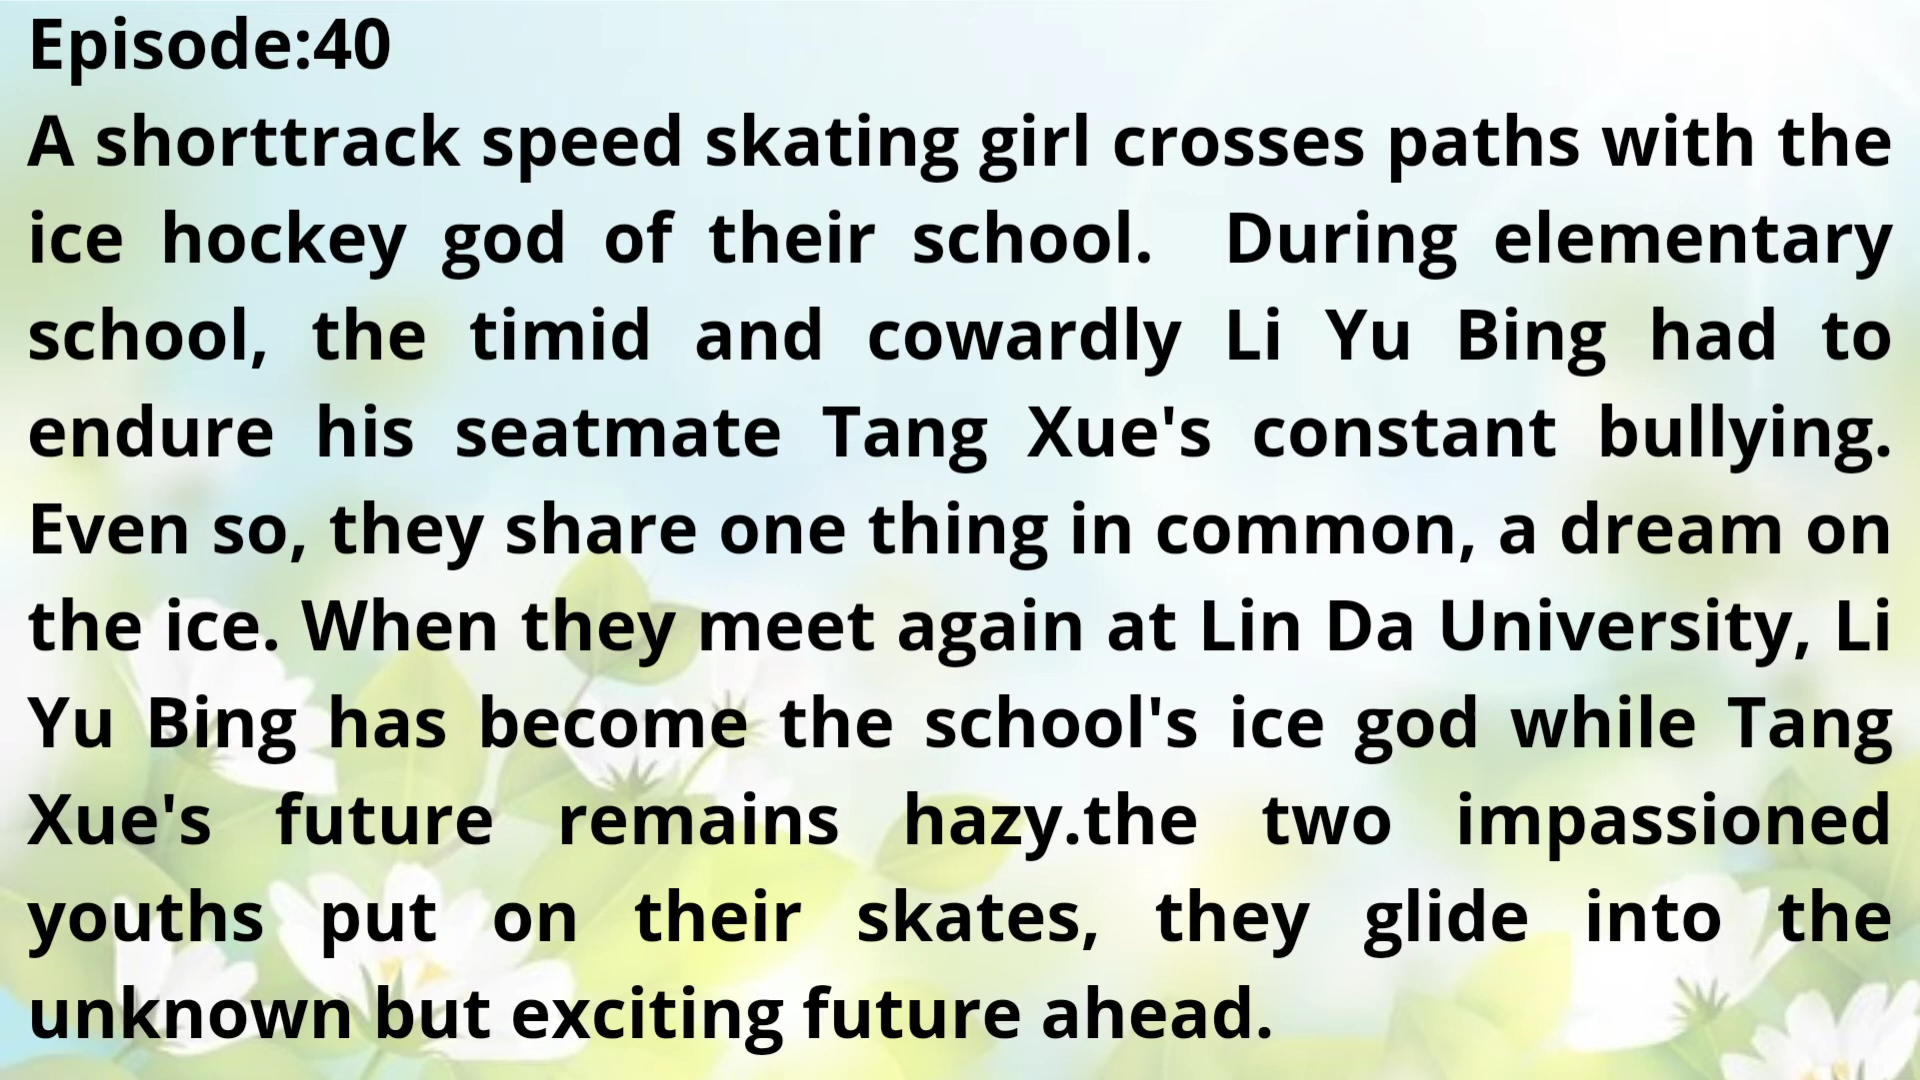 Episode:40
A shorttrack speed skating girl crosses paths with the
ice hockey god of their school.  During elementary
school, the timid and cowardly Li Yu Bing had to
endure his seatmate Tang Xue's constant bullying.
Even so, they share one thing in common, a dream on
the ice. When they meet again at Lin Da University, Li
Yu Bing has become the school's ice god while Tang
Xue's future remains hazy.the two impassioned
youths put on their skates, they glide into the
unknown but exciting future ahead.